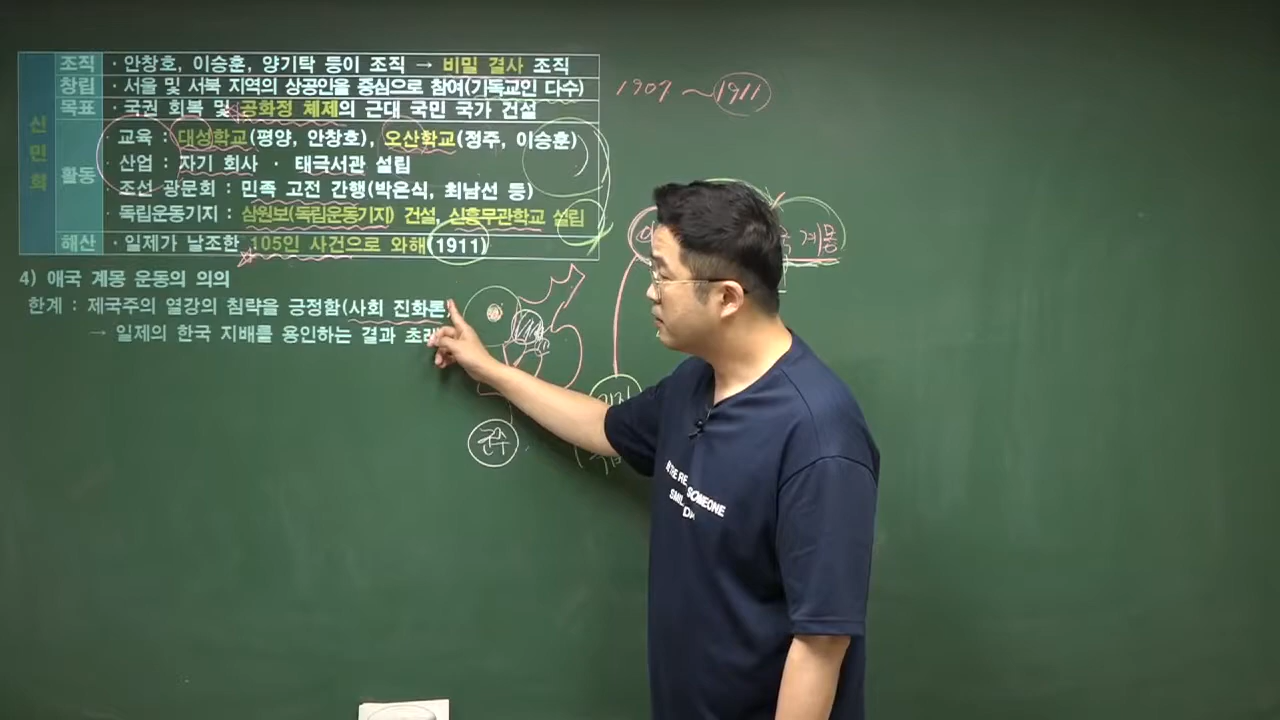 신민회
조직 · 안창호, 이승훈, 양기탁 등이 조직 → 비밀 결사 조직
창립 · 서울 및 서북 지역의 상공인을 중심으로 참여(기독교인 다수)
목표 · 국권 회복 및 공화정 체제의 근대 국민 국가 건설
활동
· 교육 : 대성학교(평양, 안창호), 오산학교(정주, 이승훈)
· 산업 : 자기 회사 · 태극서관 설립
· 조선 광문회 : 민족 고전 간행(박은식, 최남선 등)
· 독립운동기지 : 삼원보(독립운동기지) 건설, 신흥무관학교 설립
해산 · 일제가 날조한 105인 사건으로 와해(1911)
4) 애국 계몽 운동의 의의
한계 : 제국주의 열강의 침략을 긍정함(사회 진화론)
→ 일제의 한국 지배를 용인하는 결과 초래
1907 ~ 1911
계몽
군수
SOMEONE